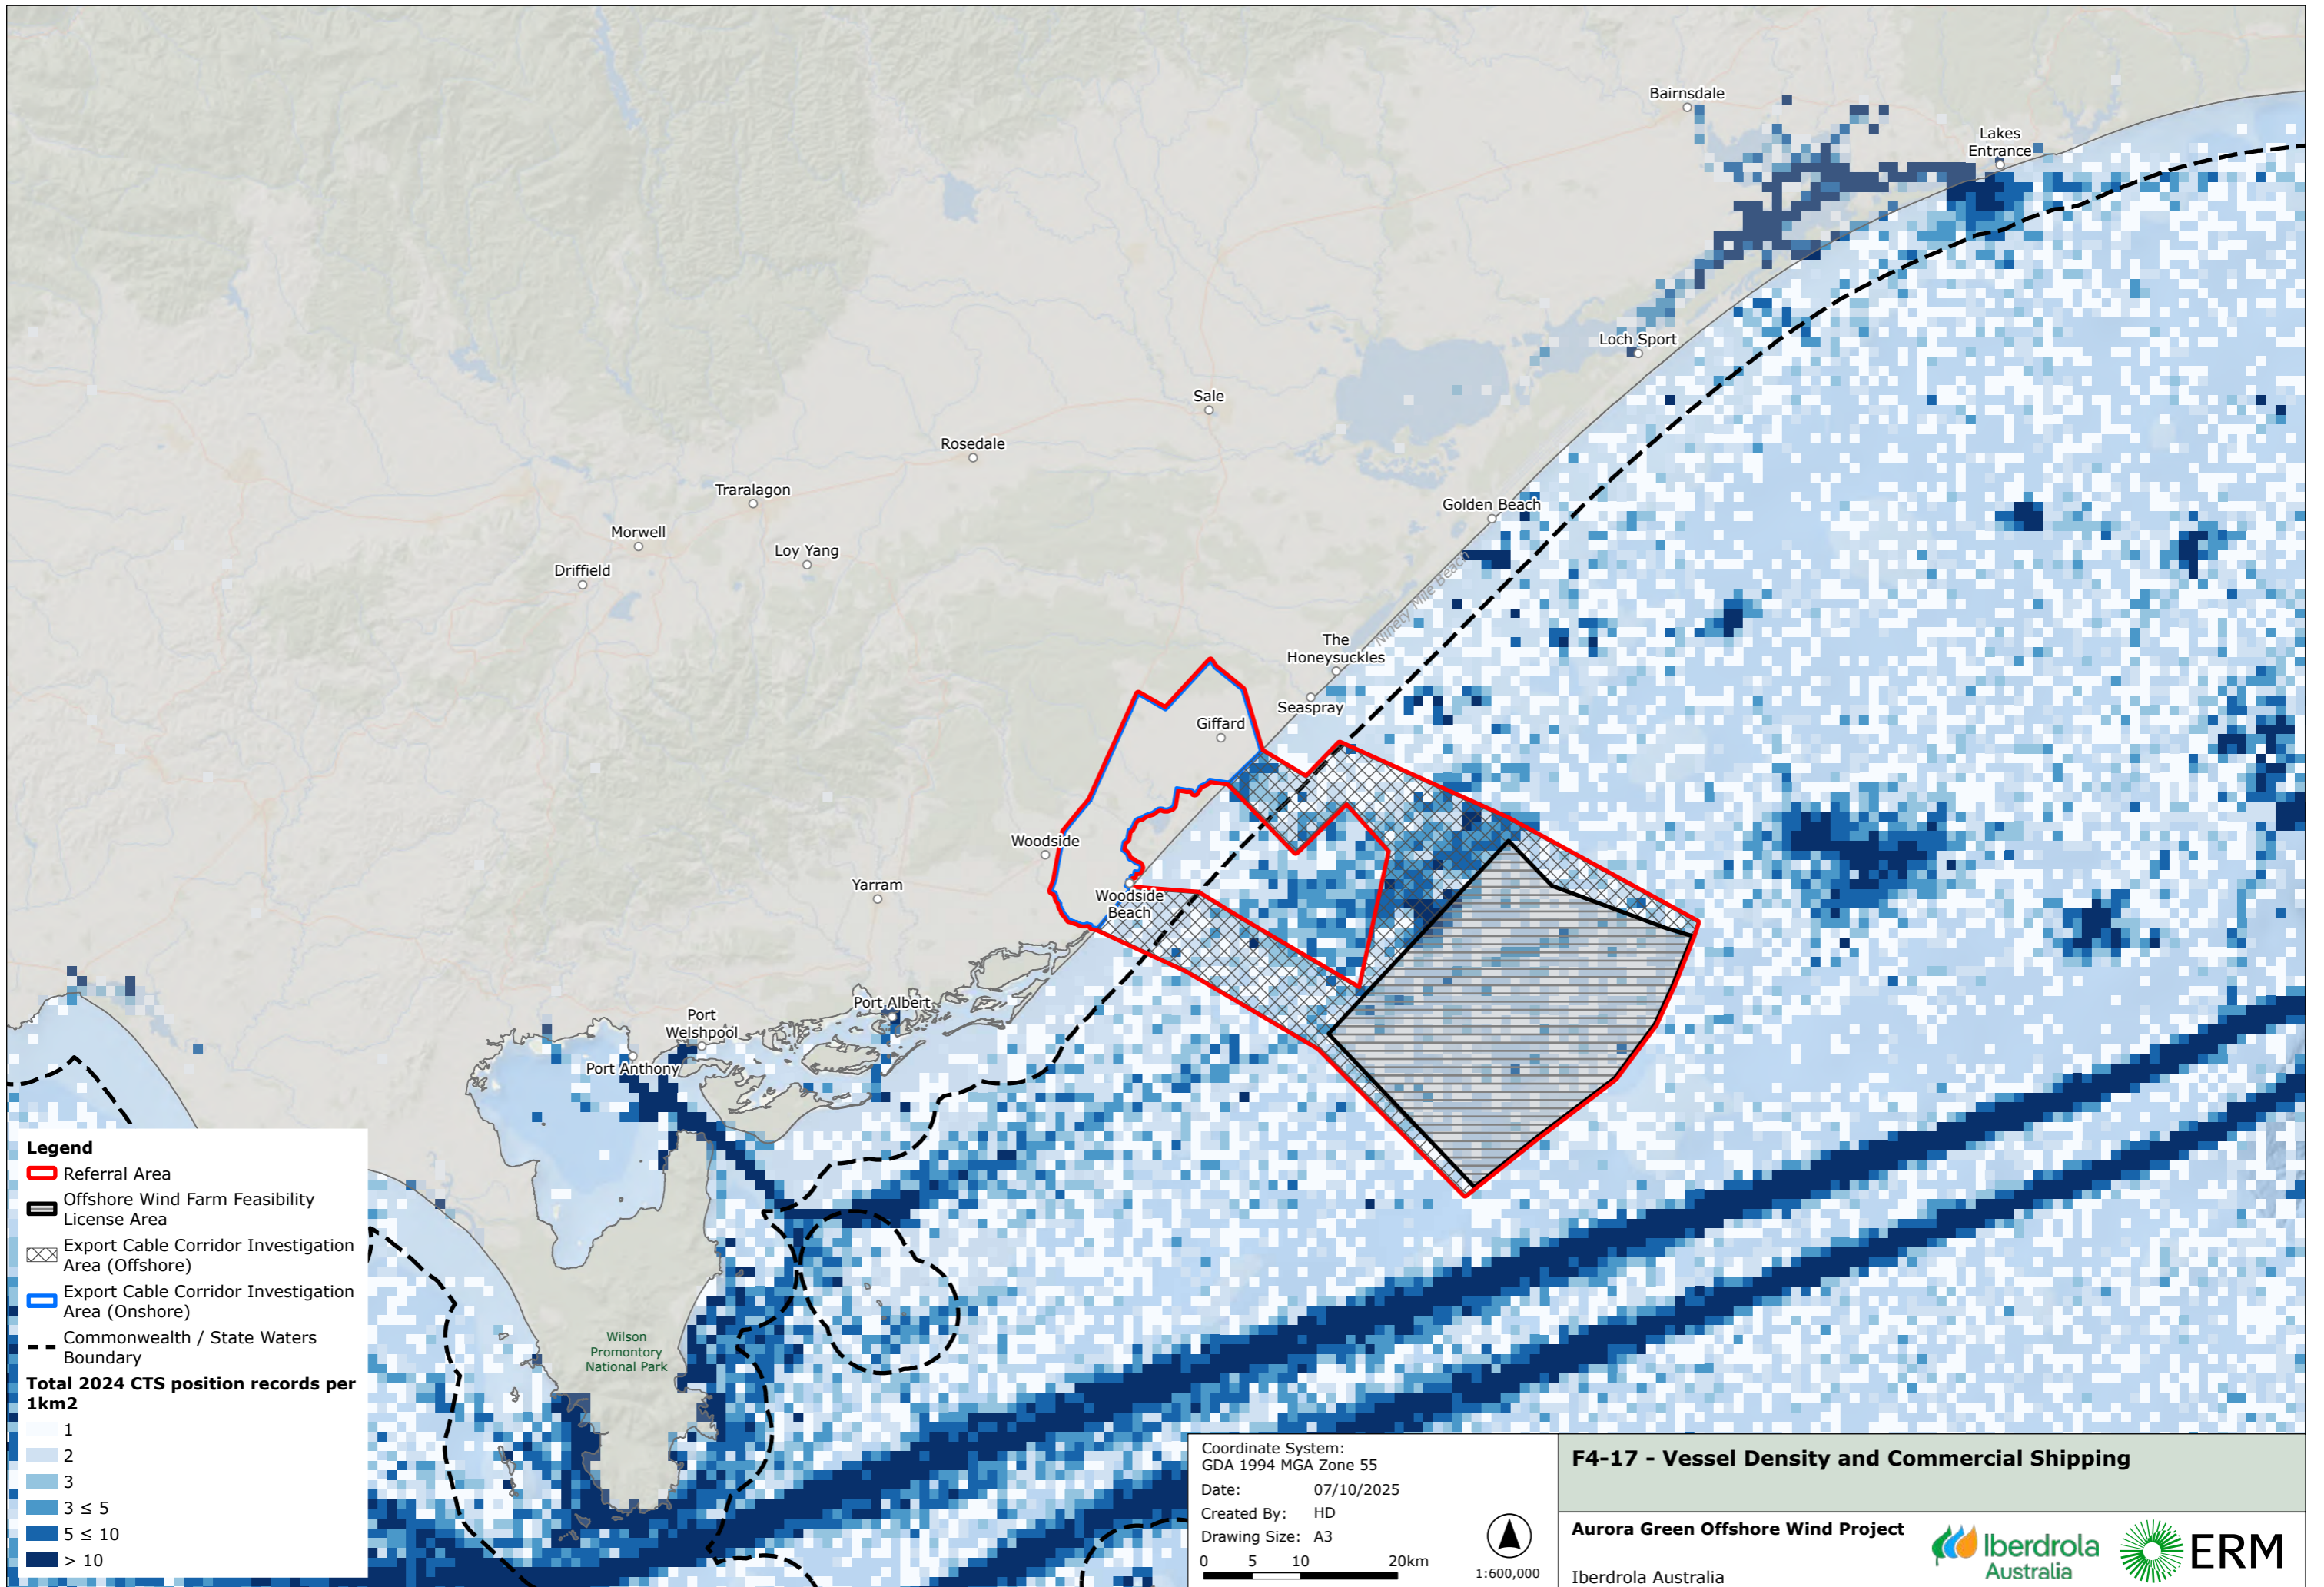 Bairnsdale
Lakes
Entrance
Loch Sport
Sale
Rosedale
Traralagon
Golden Beach
Morwell
Loy Yang
Driffield
Ninety Mile Beach
The
Honeysuckles
Seaspray
Giffard
Woodside
Yarram
Woodside
Beach
Port Albert
Port
Welshpool
Port Anthony
Wilson
Promontory
National Park
Legend
Referral Area
Offshore Wind Farm Feasibility
License Area
Export Cable Corridor Investigation
Area (Offshore)
Export Cable Corridor Investigation
Area (Onshore)
Commonwealth / State Waters
Boundary
Total 2024 CTS position records per
1km2
1
2
3
3 ≤ 5
5 ≤ 10
> 10
Coordinate System:
GDA 1994 MGA Zone 55
Date: 07/10/2025
Created By: HD
Drawing Size: A3
0 5 10 20km
1:600,000
F4-17 - Vessel Density and Commercial Shipping
Aurora Green Offshore Wind Project
Iberdrola Australia
Iberdrola
Australia
ERM